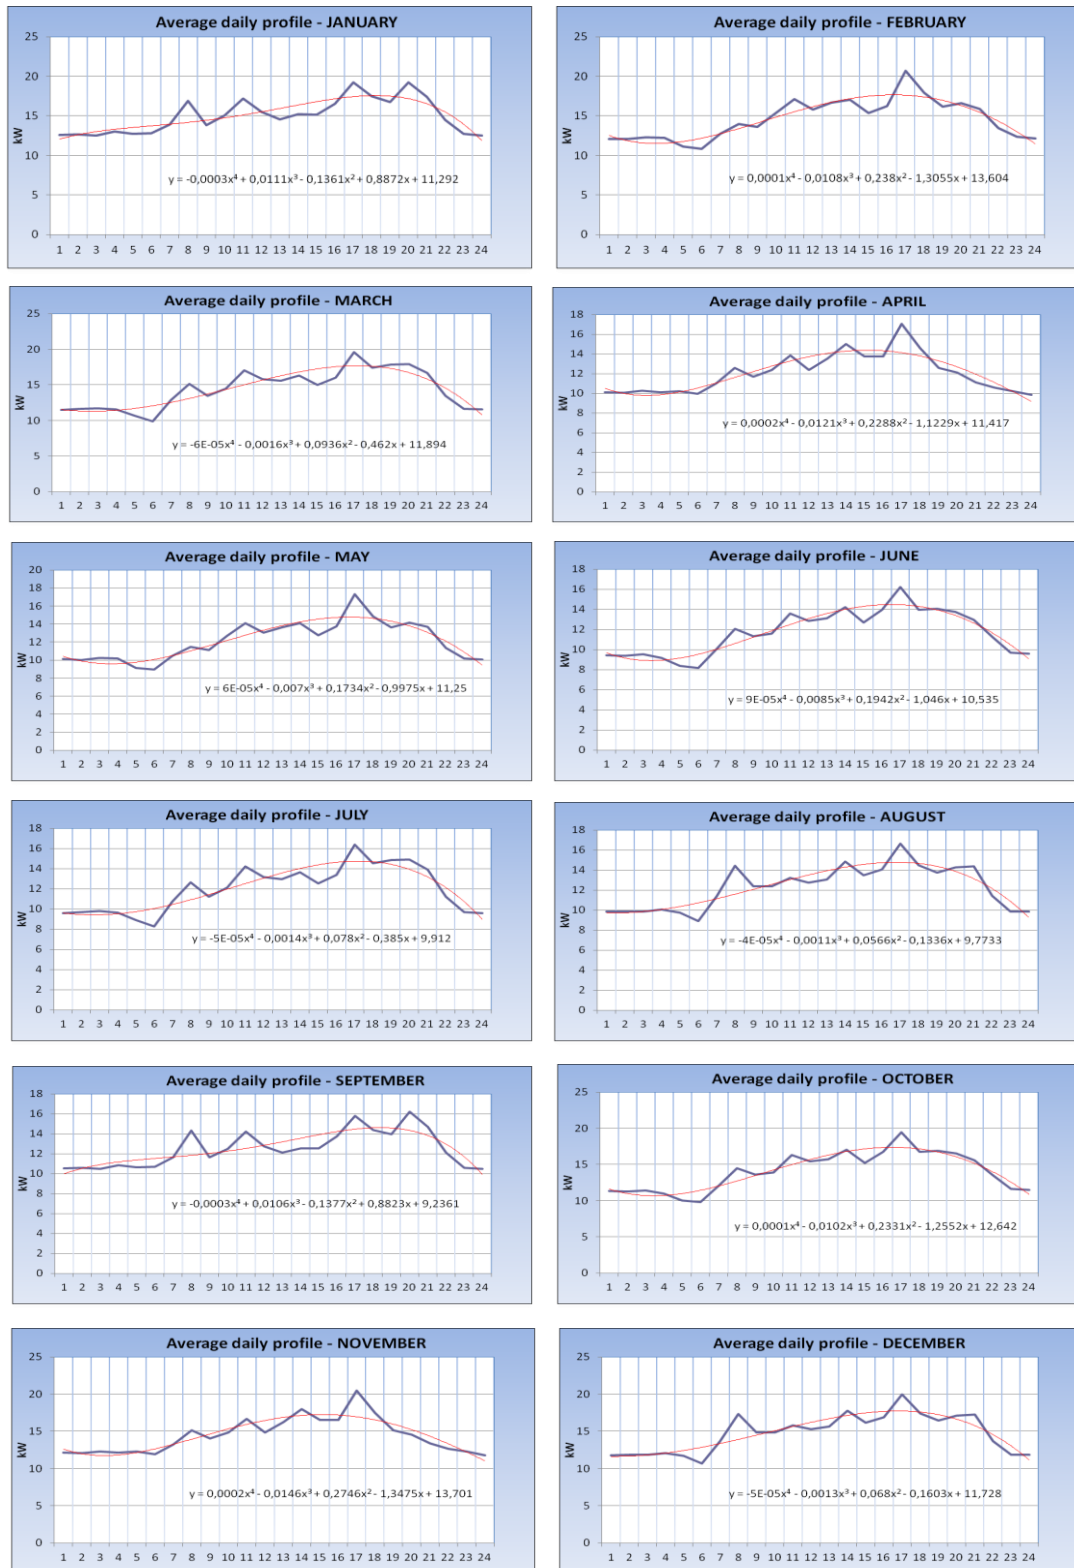 Average daily profile - JANUARY
25
20
15
10
5
0
kW
y = -0,0003x⁴ + 0,0111x³ - 0,1361x² + 0,8872x + 11,292
1 2 3 4 5 6 7 8 9 10 11 12 13 14 15 16 17 18 19 20 21 22 23 24
Average daily profile - FEBRUARY
25
20
15
10
5
0
kW
y = 0,0001x⁴ - 0,0108x³ + 0,238x² - 1,3055x + 13,604
1 2 3 4 5 6 7 8 9 10 11 12 13 14 15 16 17 18 19 20 21 22 23 24
Average daily profile - MARCH
25
20
15
10
5
0
kW
y = -6E-05x⁴ - 0,0016x³ + 0,0936x² - 0,462x + 11,894
1 2 3 4 5 6 7 8 9 10 11 12 13 14 15 16 17 18 19 20 21 22 23 24
Average daily profile - APRIL
18
16
14
12
10
8
6
4
2
0
kW
y = 0,0002x⁴ - 0,0121x³ + 0,2288x² - 1,1229x + 11,417
1 2 3 4 5 6 7 8 9 10 11 12 13 14 15 16 17 18 19 20 21 22 23 24
Average daily profile - MAY
20
18
16
14
12
10
8
6
4
2
0
kW
y = 6E-05x⁴ - 0,007x³ + 0,1734x² - 0,9975x + 11,25
1 2 3 4 5 6 7 8 9 10 11 12 13 14 15 16 17 18 19 20 21 22 23 24
Average daily profile - JUNE
18
16
14
12
10
8
6
4
2
0
kW
y = 9E-05x⁴ - 0,0085x³ + 0,1942x² - 1,046x + 10,535
1 2 3 4 5 6 7 8 9 10 11 12 13 14 15 16 17 18 19 20 21 22 23 24
Average daily profile - JULY
18
16
14
12
10
8
6
4
2
0
kW
y = -5E-05x⁴ - 0,0014x³ + 0,078x² - 0,385x + 9,912
1 2 3 4 5 6 7 8 9 10 11 12 13 14 15 16 17 18 19 20 21 22 23 24
Average daily profile - AUGUST
18
16
14
12
10
8
6
4
2
0
kW
y = -4E-05x⁴ - 0,0011x³ + 0,0566x² - 0,1336x + 9,7733
1 2 3 4 5 6 7 8 9 10 11 12 13 14 15 16 17 18 19 20 21 22 23 24
Average daily profile - SEPTEMBER
18
16
14
12
10
8
6
4
2
0
kW
y = -0,0003x⁴ + 0,0106x³ - 0,1377x² + 0,8823x + 9,2361
1 2 3 4 5 6 7 8 9 10 11 12 13 14 15 16 17 18 19 20 21 22 23 24
Average daily profile - OCTOBER
25
20
15
10
5
0
kW
y = 0,0001x⁴ - 0,0102x³ + 0,2331x² - 1,2552x + 12,642
1 2 3 4 5 6 7 8 9 10 11 12 13 14 15 16 17 18 19 20 21 22 23 24
Average daily profile - NOVEMBER
25
20
15
10
5
0
kW
y = 0,0002x⁴ - 0,0146x³ + 0,2746x² - 1,3475x + 13,701
1 2 3 4 5 6 7 8 9 10 11 12 13 14 15 16 17 18 19 20 21 22 23 24
Average daily profile - DECEMBER
25
20
15
10
5
0
kW
y = -5E-05x⁴ - 0,0013x³ + 0,068x² - 0,1603x + 11,728
1 2 3 4 5 6 7 8 9 10 11 12 13 14 15 16 17 18 19 20 21 22 23 24